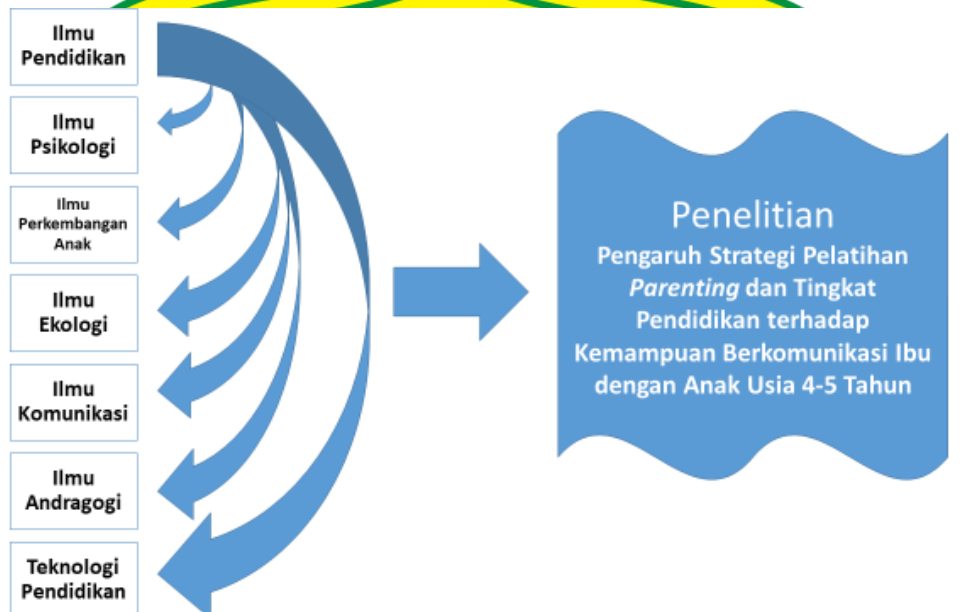 Ilmu
Pendidikan
Ilmu
Psikologi
Ilmu
Perkembangan
Anak
Ilmu
Ekologi
Ilmu
Komunikasi
Ilmu
Andragogi
Teknologi
Pendidikan
Penelitian
Pengaruh Strategi Pelatihan
Parenting dan Tingkat
Pendidikan terhadap
Kemampuan Berkomunikasi Ibu
dengan Anak Usia 4-5 Tahun